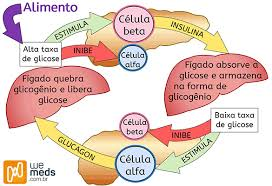 Alimento
ESTIMULA
Célula
beta
INSULINA
Alta taxa
de glicose
INIBE
Célula
alfa
Fígado absorve a
glicose e armazena
na forma de
glicogênio
Fígado quebra
glicogênio e libera
glicose
Célula
beta
INIBE
Baixa taxa
de glicose
GLUCAGON
Célula
alfa
ESTIMULA
we
meds
.com.br